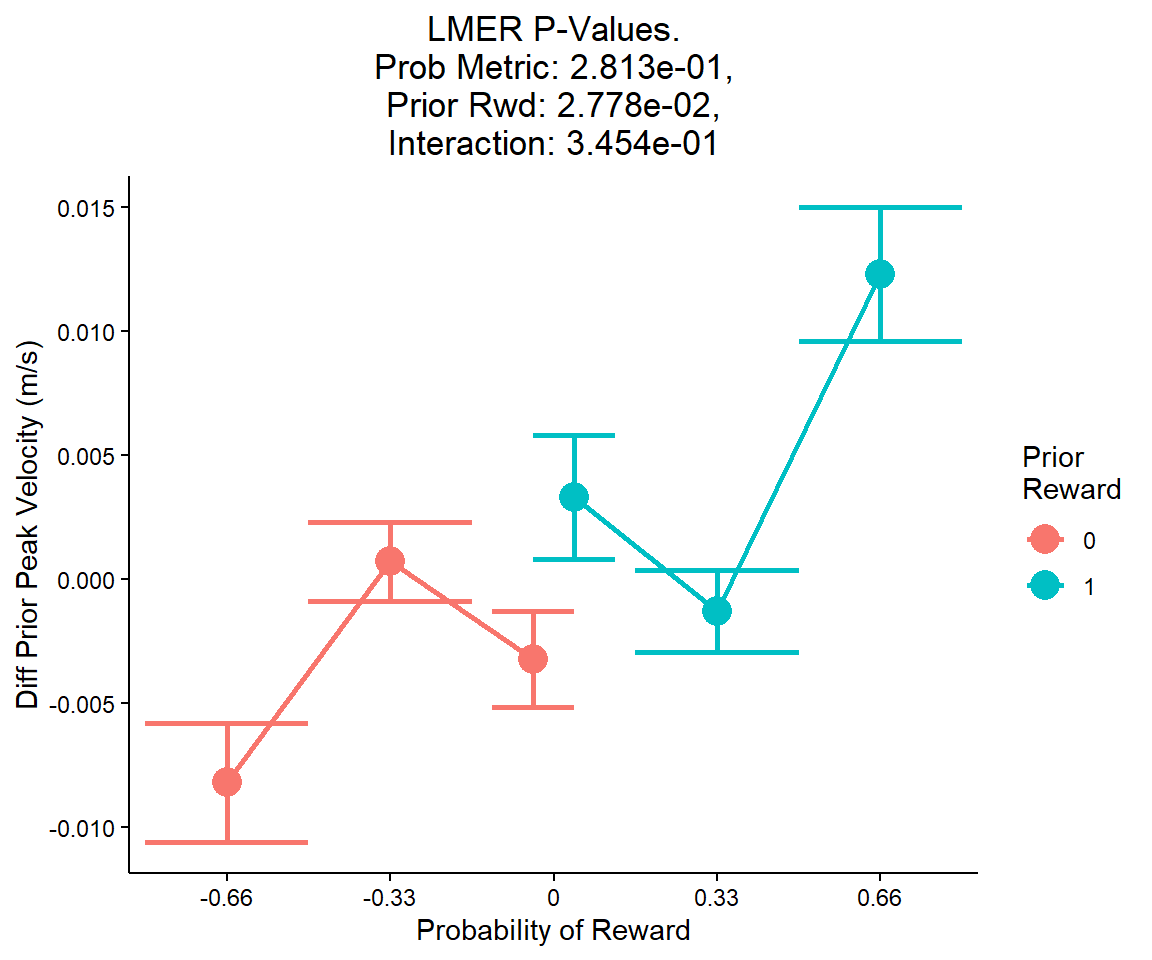 LMER P-Values.
Prob Metric: 2.813e-01,
Prior Rwd: 2.778e-02,
Interaction: 3.454e-01
Diff Prior Peak Velocity (m/s)
0.015
0.010
0.005
0.000
-0.005
-0.010
-0.66 -0.33 0 0.33 0.66
Probability of Reward
Prior
Reward
0
1